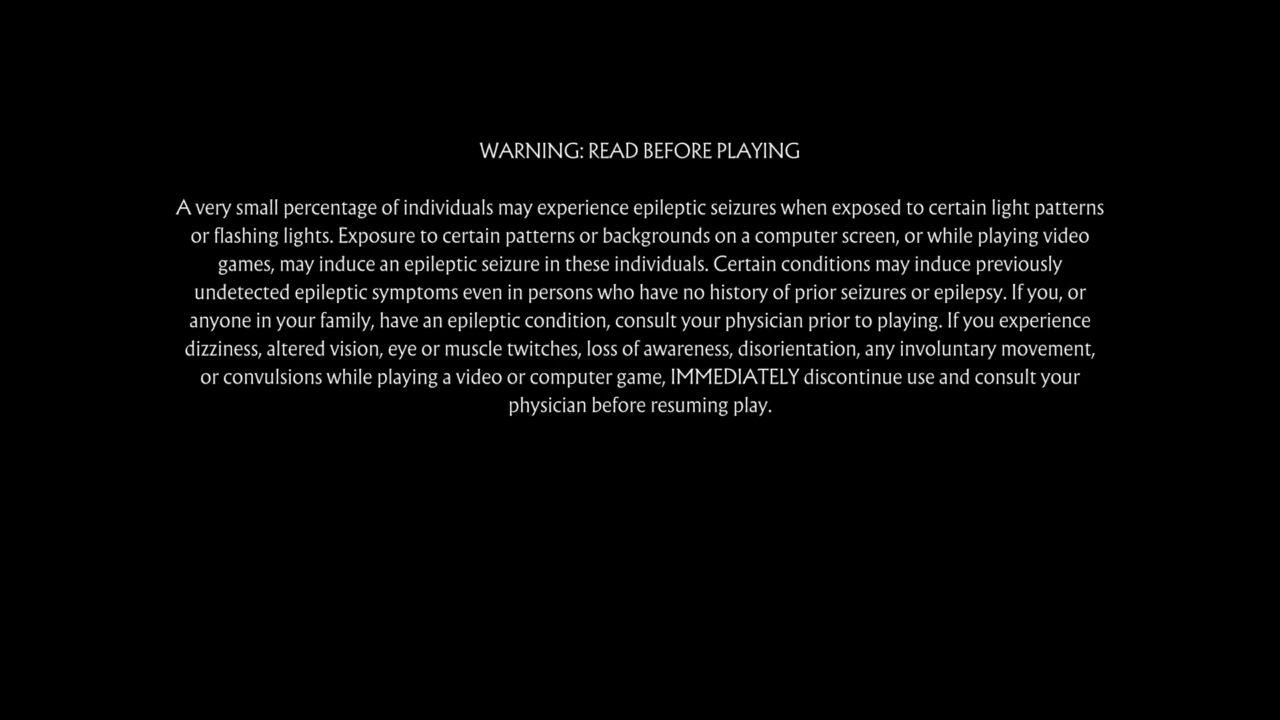 WARNING: READ BEFORE PLAYING
A very small percentage of individuals may experience epileptic seizures when exposed to certain light patterns
or flashing lights. Exposure to certain patterns or backgrounds on a computer screen, or while playing video
games, may induce an epileptic seizure in these individuals. Certain conditions may induce previously
undetected epileptic symptoms even in persons who have no history of prior seizures or epilepsy. If you, or
anyone in your family, have an epileptic condition, consult your physician prior to playing. If you experience
dizziness, altered vision, eye or muscle twitches, loss of awareness, disorientation, any involuntary movement,
or convulsions while playing a video or computer game, IMMEDIATELY discontinue use and consult your
physician before resuming play.